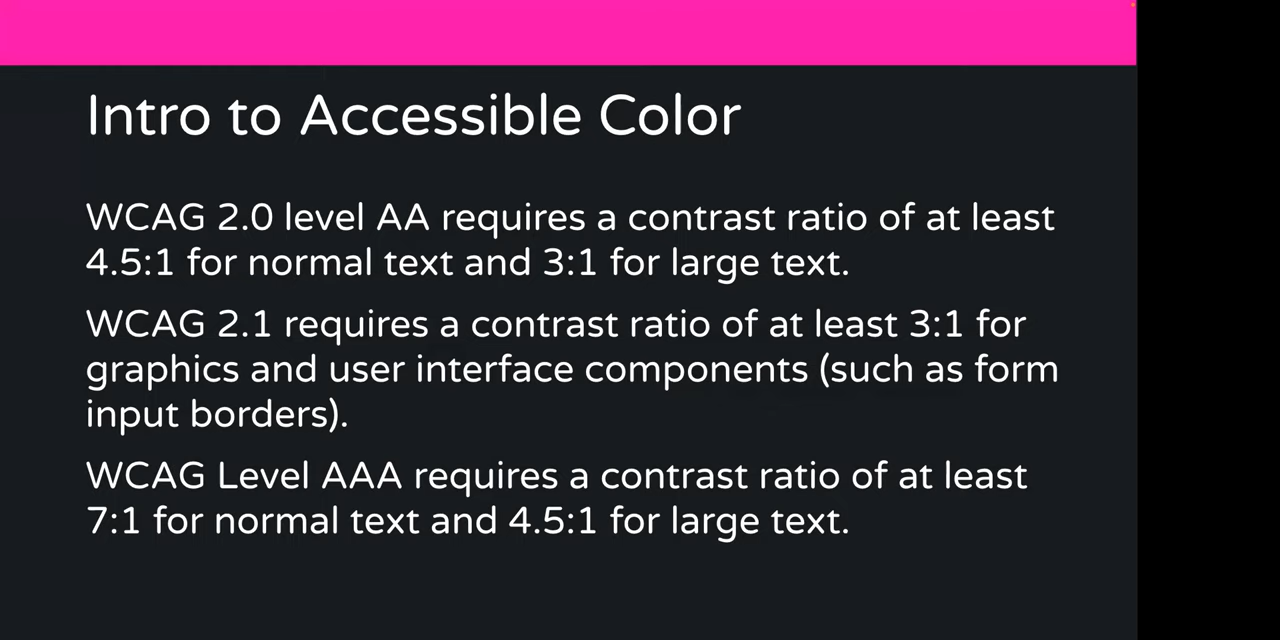 Intro to Accessible Color
WCAG 2.0 level AA requires a contrast ratio of at least
4.5:1 for normal text and 3:1 for large text.
WCAG 2.1 requires a contrast ratio of at least 3:1 for
graphics and user interface components (such as form
input borders).
WCAG Level AAA requires a contrast ratio of at least
7:1 for normal text and 4.5:1 for large text.